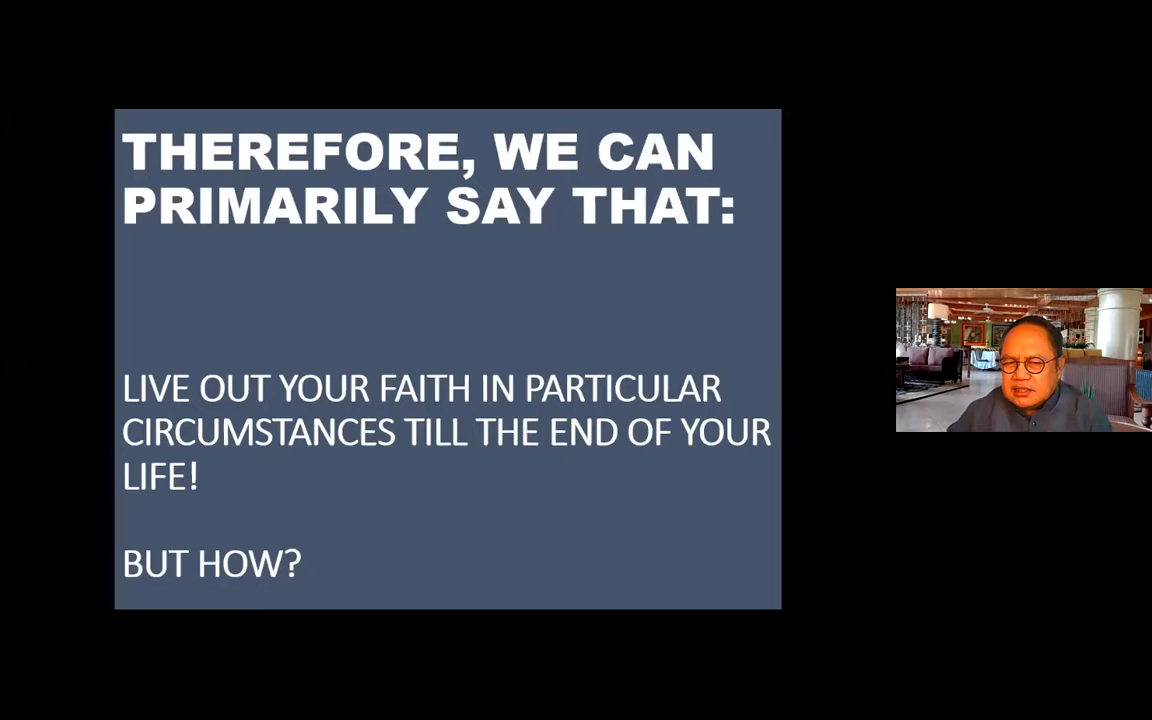 THEREFORE, WE CAN
PRIMARILY SAY THAT:
LIVE OUT YOUR FAITH IN PARTICULAR
CIRCUMSTANCES TILL THE END OF YOUR
LIFE!
BUT HOW?